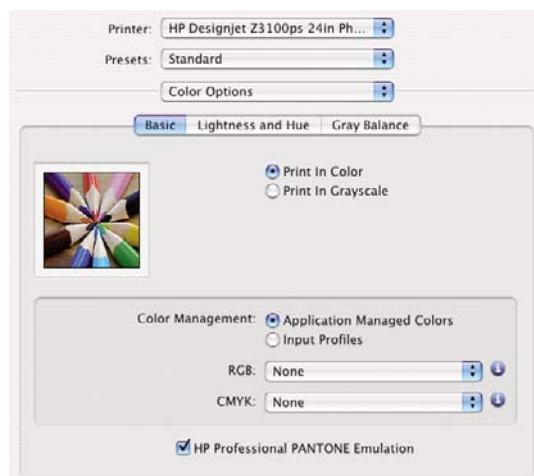 Printer: HP Designjet Z3100ps 24in Ph...
Presets: Standard
Color Options
Basic Lightness and Hue Gray Balance
Print In Color
Print In Grayscale
Color Management: Application Managed Colors
Input Profiles
RGB: None
CMYK: None
HP Professional PANTONE Emulation